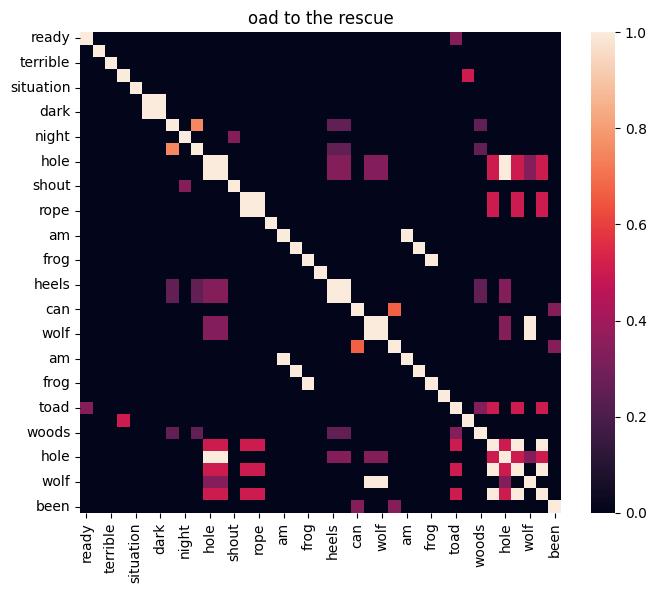 oad to the rescue
ready
terrible
situation
dark
night
hole
shout
rope
am
frog
heels
can
wolf
am
frog
toad
woods
hole
wolf
been
ready
terrible
situation
dark
night
hole
shout
rope
am
frog
heels
can
wolf
am
frog
toad
woods
hole
wolf
been
1.0
0.8
0.6
0.4
0.2
0.0